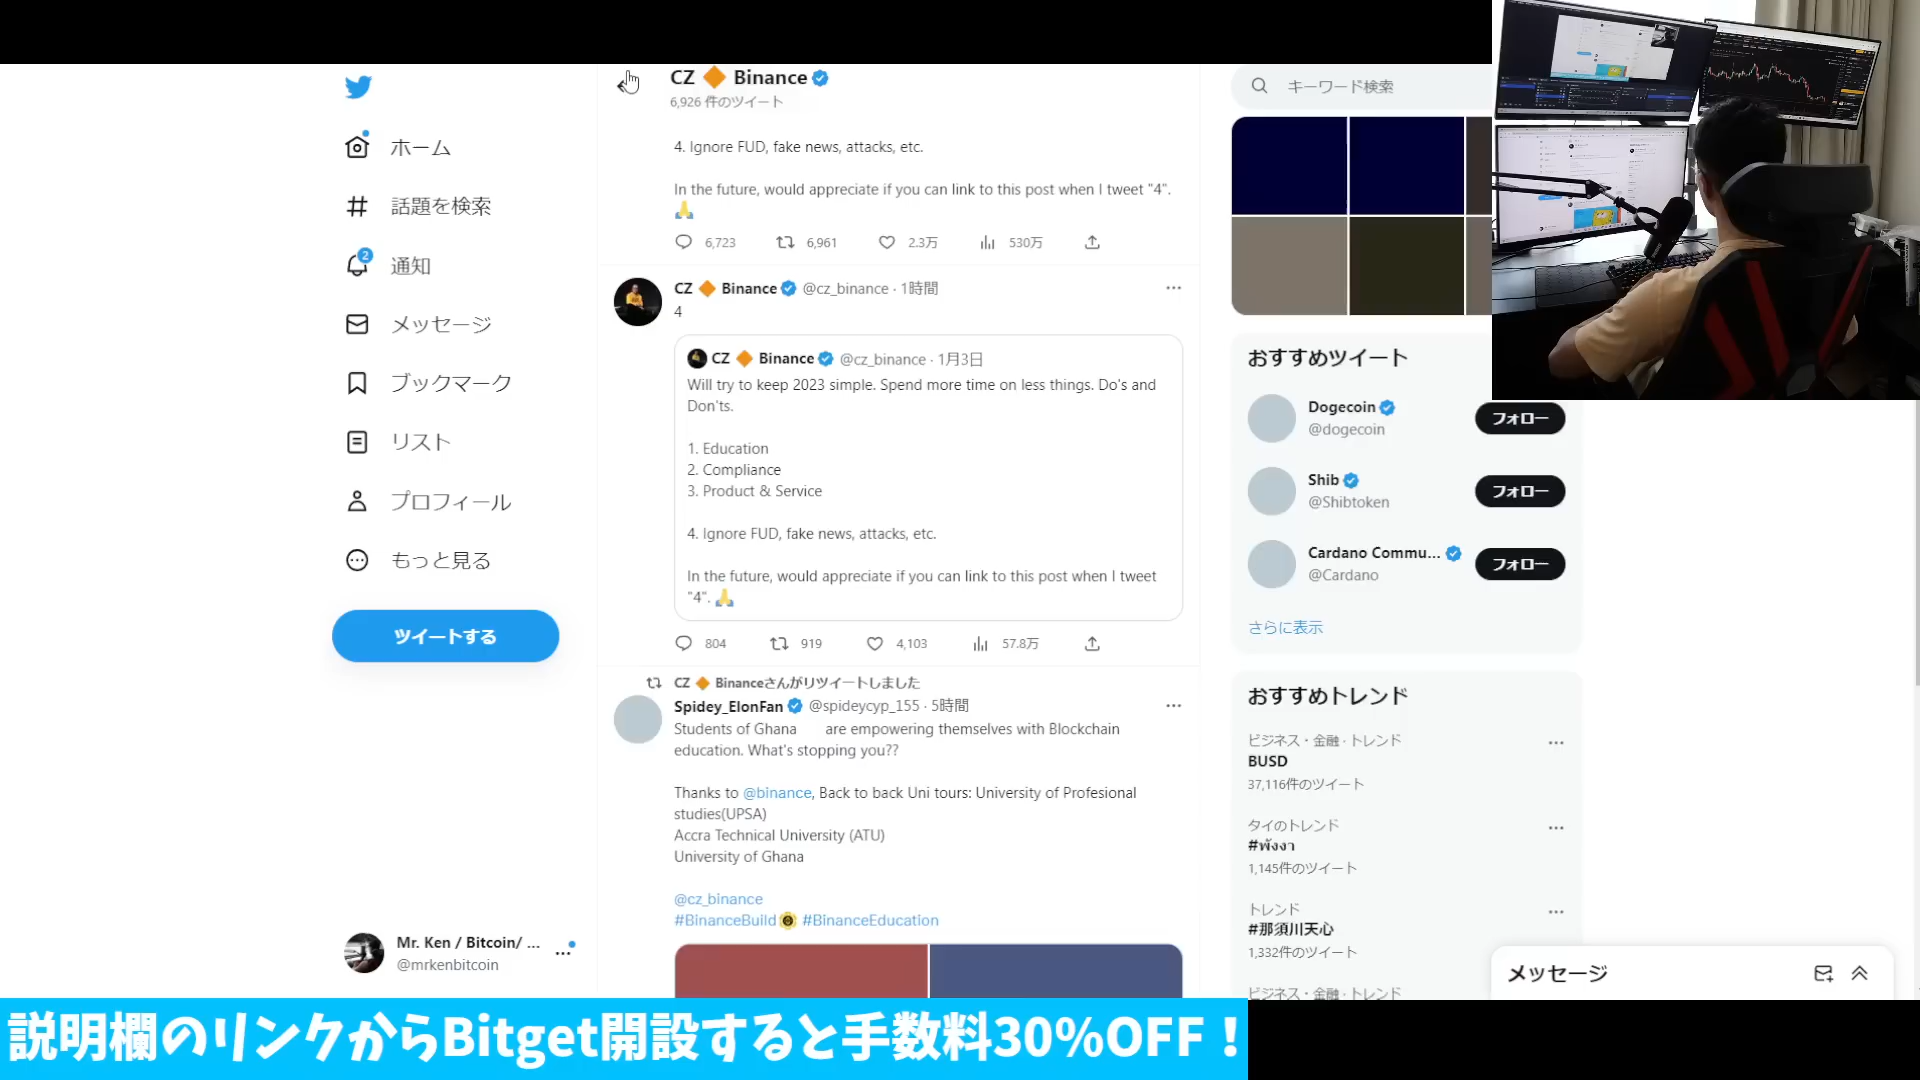 ホーム
話題を検索
2
通知
メッセージ
ブックマーク
リスト
プロフィール
もっと見る
ツイートする
Mr. Ken / Bitcoin/ ...
@mrkenbitcoin
CZ 🔶 Binance
6,926 件のツイート
4. Ignore FUD, fake news, attacks, etc.
In the future, would appreciate if you can link to this post when I tweet "4".
🙏
6,723 6,961 2.3万 530万
CZ 🔶 Binance @cz_binance · 1時間
4
CZ 🔶 Binance @cz_binance · 1月3日
Will try to keep 2023 simple. Spend more time on less things. Do's and
Don'ts.
1. Education
2. Compliance
3. Product & Service
4. Ignore FUD, fake news, attacks, etc.
In the future, would appreciate if you can link to this post when I tweet
"4". 🙏
804 919 4,103 57.8万
CZ 🔶 Binanceさんがリツイートしました
Spidey_ElonFan @spideycyp_155 · 5時間
Students of Ghana are empowering themselves with Blockchain
education. What's stopping you??
Thanks to @binance, Back to back Uni tours: University of Profesional
studies(UPSA)
Accra Technical University (ATU)
University of Ghana
@cz_binance
#BinanceBuild #BinanceEducation
キーワード検索
おすすめツイート
Dogecoin
@dogecoin
フォロー
Shib
@Shibtoken
フォロー
Cardano Commu...
@Cardano
フォロー
さらに表示
おすすめトレンド
ビジネス・金融・トレンド
BUSD
37,116件のツイート
タイのトレンド
#พังงา
1,145件のツイート
トレンド
#那須川天心
1,332件のツイート
ビジネス・金融・トレンド
メッセージ
説明欄のリンクからBitget開設すると手数料30%OFF！